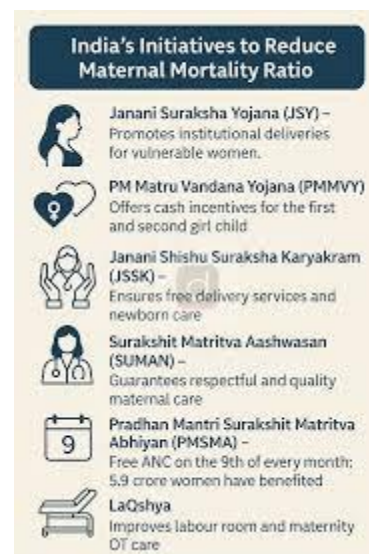 India's Initiatives to Reduce
Maternal Mortality Ratio
Janani Suraksha Yojana (JSY) –
Promotes institutional deliveries
for vulnerable women.
PM Matru Vandana Yojana (PMMVY)
Offers cash incentives for the first
and second girl child
Janani Shishu Suraksha Karyakram
(JSSK) –
Ensures free delivery services and
newborn care
Surakshit Matritva Aashwasan
(SUMAN) –
Guarantees respectful and quality
maternal care
9
Pradhan Mantri Surakshit Matritva
Abhiyan (PMSMA) –
Free ANC on the 9th of every month;
5.9 crore women have benefited
LaQshya
Improves labour room and maternity
OT care